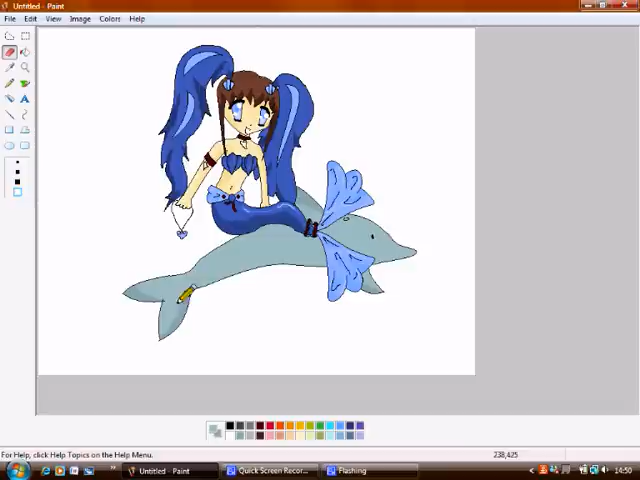 Untitled - Paint
File Edit View Image Colors Help
For Help, click Help Topics on the Help Menu.
238,425
Untitled - Paint
Quick Screen Recor...
Flashing
14:50